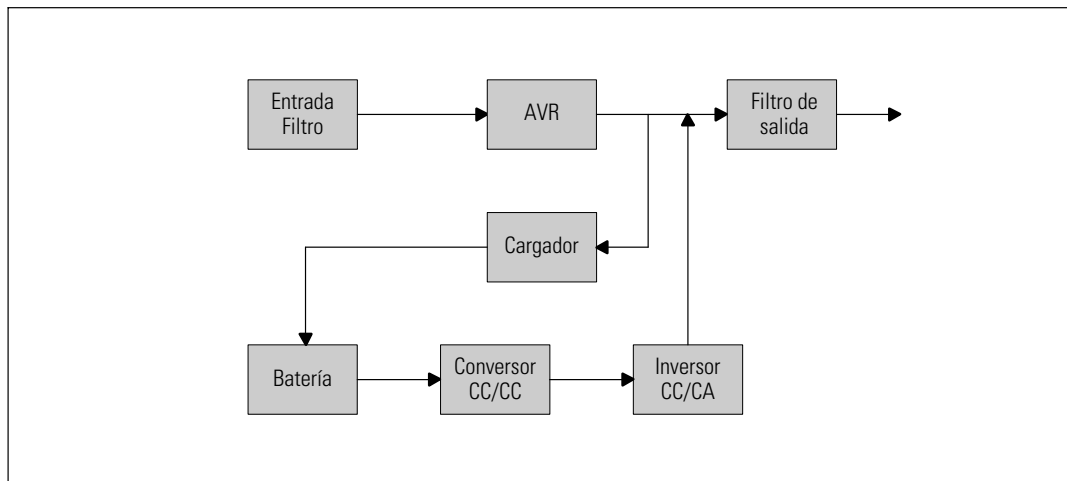 Entrada
Filtro
AVR
Filtro de
salida
Cargador
Batería
Conversor
CC/CC
Inversor
CC/CA